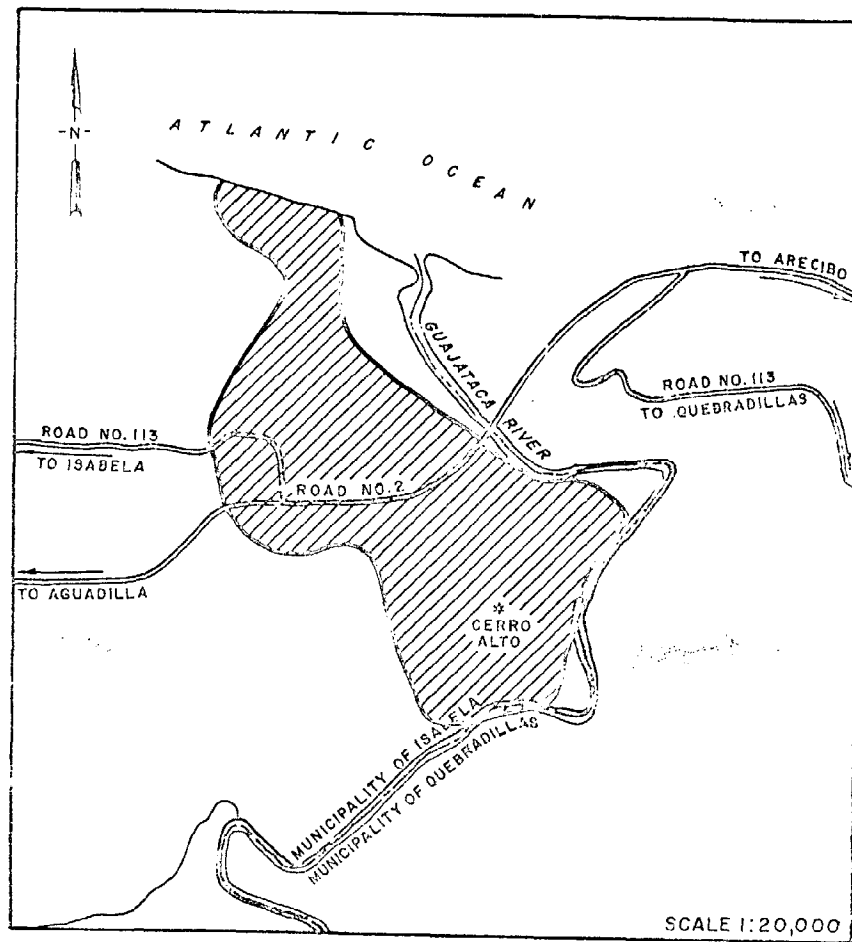 -N-
ATLANTIC OCEAN
TO ARECIBO
GUAJATACA RIVER
ROAD NO. 113
TO QUEBRADILLAS
ROAD NO. 113
TO ISABELA
ROAD NO. 2
TO AGUADILLA
CERRO
ALTO
MUNICIPALITY OF ISABELA
MUNICIPALITY OF QUEBRADILLAS
SCALE 1:20,000